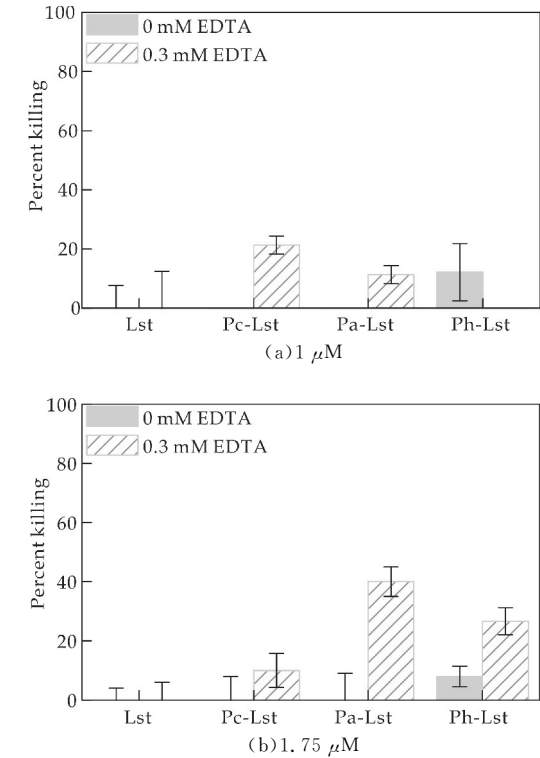 100
80
60
40
20
0
Percent killing
0 mM EDTA
0.3 mM EDTA
Lst Pc-Lst Pa-Lst Ph-Lst
(a)1 μM
100
80
60
40
20
0
Percent killing
0 mM EDTA
0.3 mM EDTA
Lst Pc-Lst Pa-Lst Ph-Lst
(b)1.75 μM